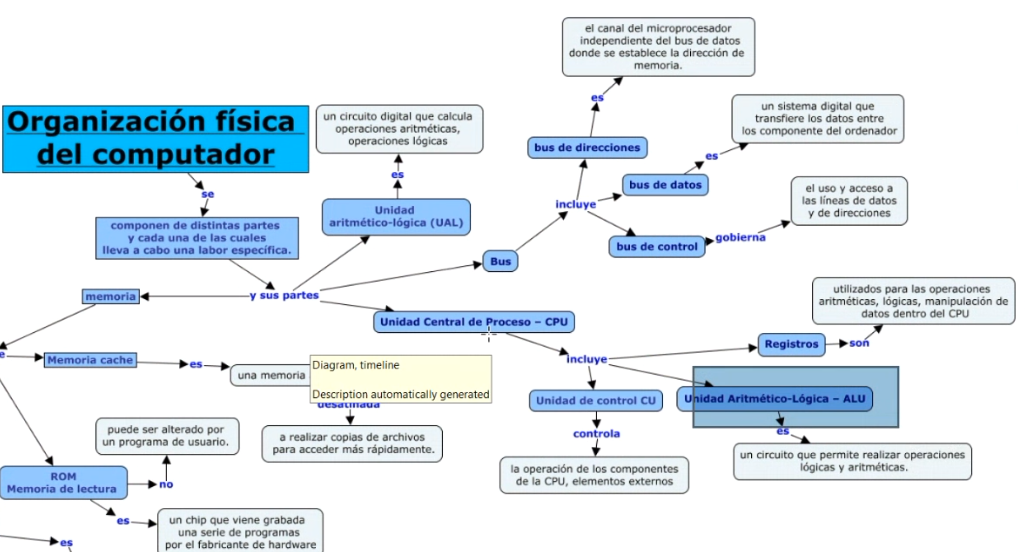 el canal del microprocesador
independiente del bus de datos
donde se establece la dirección de
memoria.
es
Organización física
del computador
un circuito digital que calcula
operaciones aritméticas,
operaciones lógicas
es
un sistema digital que
transfiere los datos entre
los componente del ordenador
es
bus de direcciones
bus de datos
se
incluye
el uso y acceso a
las líneas de datos
y de direcciones
Unidad
aritmético-lógica (UAL)
componen de distintas partes
y cada una de las cuales
lleva a cabo una labor específica.
bus de control
gobierna
Bus
memoria
y sus partes
utilizados para las operaciones
aritméticas, lógicas, manipulación de
datos dentro del CPU
Unidad Central de Proceso – CPU
Registros
son
e
Memoria cache
es
una memoria
Diagram, timeline
Description automatically generated
incluye
desatinada
Unidad de control CU
Unidad Aritmético-Lógica – ALU
puede ser alterado por
un programa de usuario.
a realizar copias de archivos
para acceder más rápidamente.
controla
es
un circuito que permite realizar operaciones
lógicas y aritméticas.
la operación de los componentes
de la CPU, elementos externos
ROM
Memoria de lectura
no
es
un chip que viene grabada
una serie de programas
por el fabricante de hardware
es